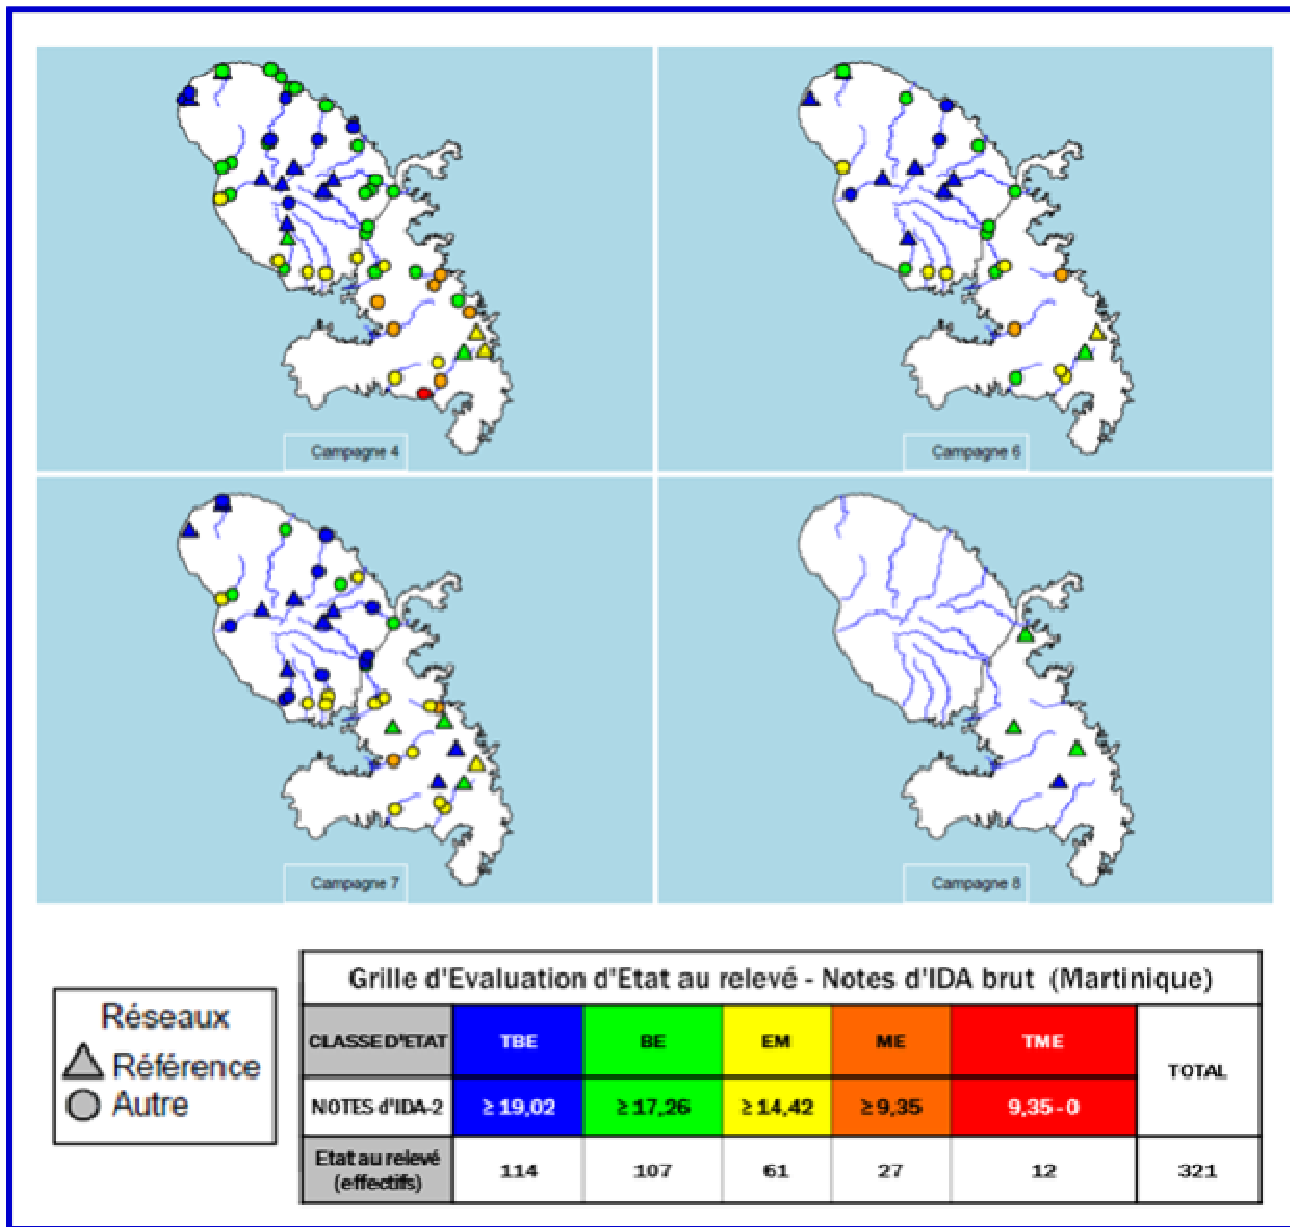 Campagne 4
Campagne 6
Campagne 7
Campagne 8
Réseaux
Référence
Autre
Grille d'Evaluation d'Etat au relevé - Notes d'IDA brut (Martinique)
CLASSE D'ETAT TBE BE EM ME TME TOTAL
NOTES d'IDA-2 ≥ 19,02 ≥ 17,26 ≥ 14,42 ≥ 9,35 9,35 - 0
Etat au relevé
(effectifs) 114 107 61 27 12 321